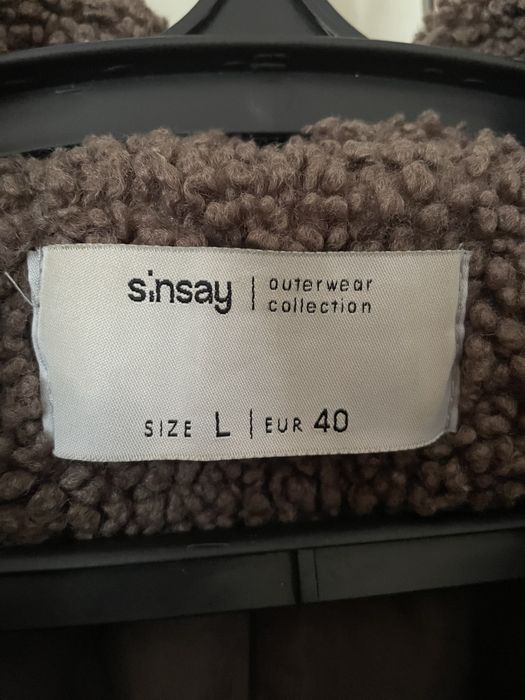 sinsay | outerwear
collection
SIZE L | EUR 40